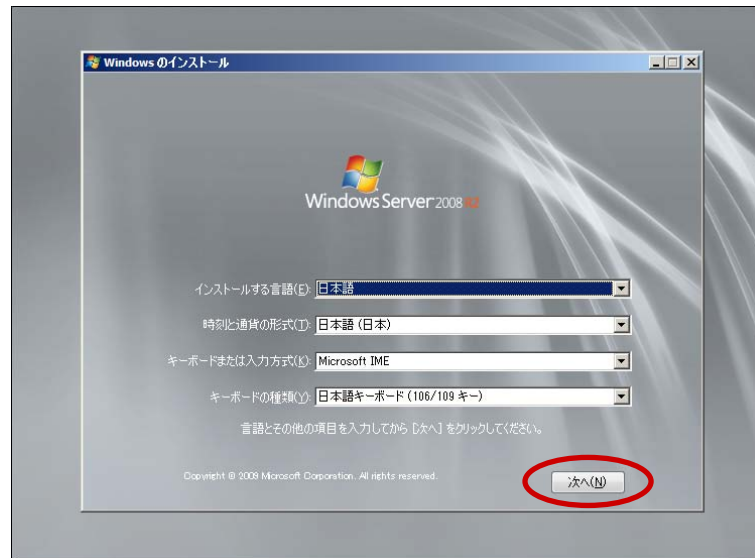 Windows のインストール
Windows Server 2008 R2
インストールする言語(E): 日本語
時刻と通貨の形式(T): 日本語 (日本)
キーボードまたは入力方式(K): Microsoft IME
キーボードの種類(Y): 日本語キーボード (106/109 キー)
言語とその他の項目を入力してから [次へ] をクリックしてください。
Copyright © 2009 Microsoft Corporation. All rights reserved.
次へ(N)